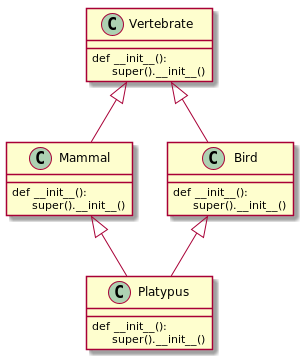 C Vertebrate
def __init__():
super().__init__()
C Mammal
def __init__():
super().__init__()
C Bird
def __init__():
super().__init__()
C Platypus
def __init__():
super().__init__()